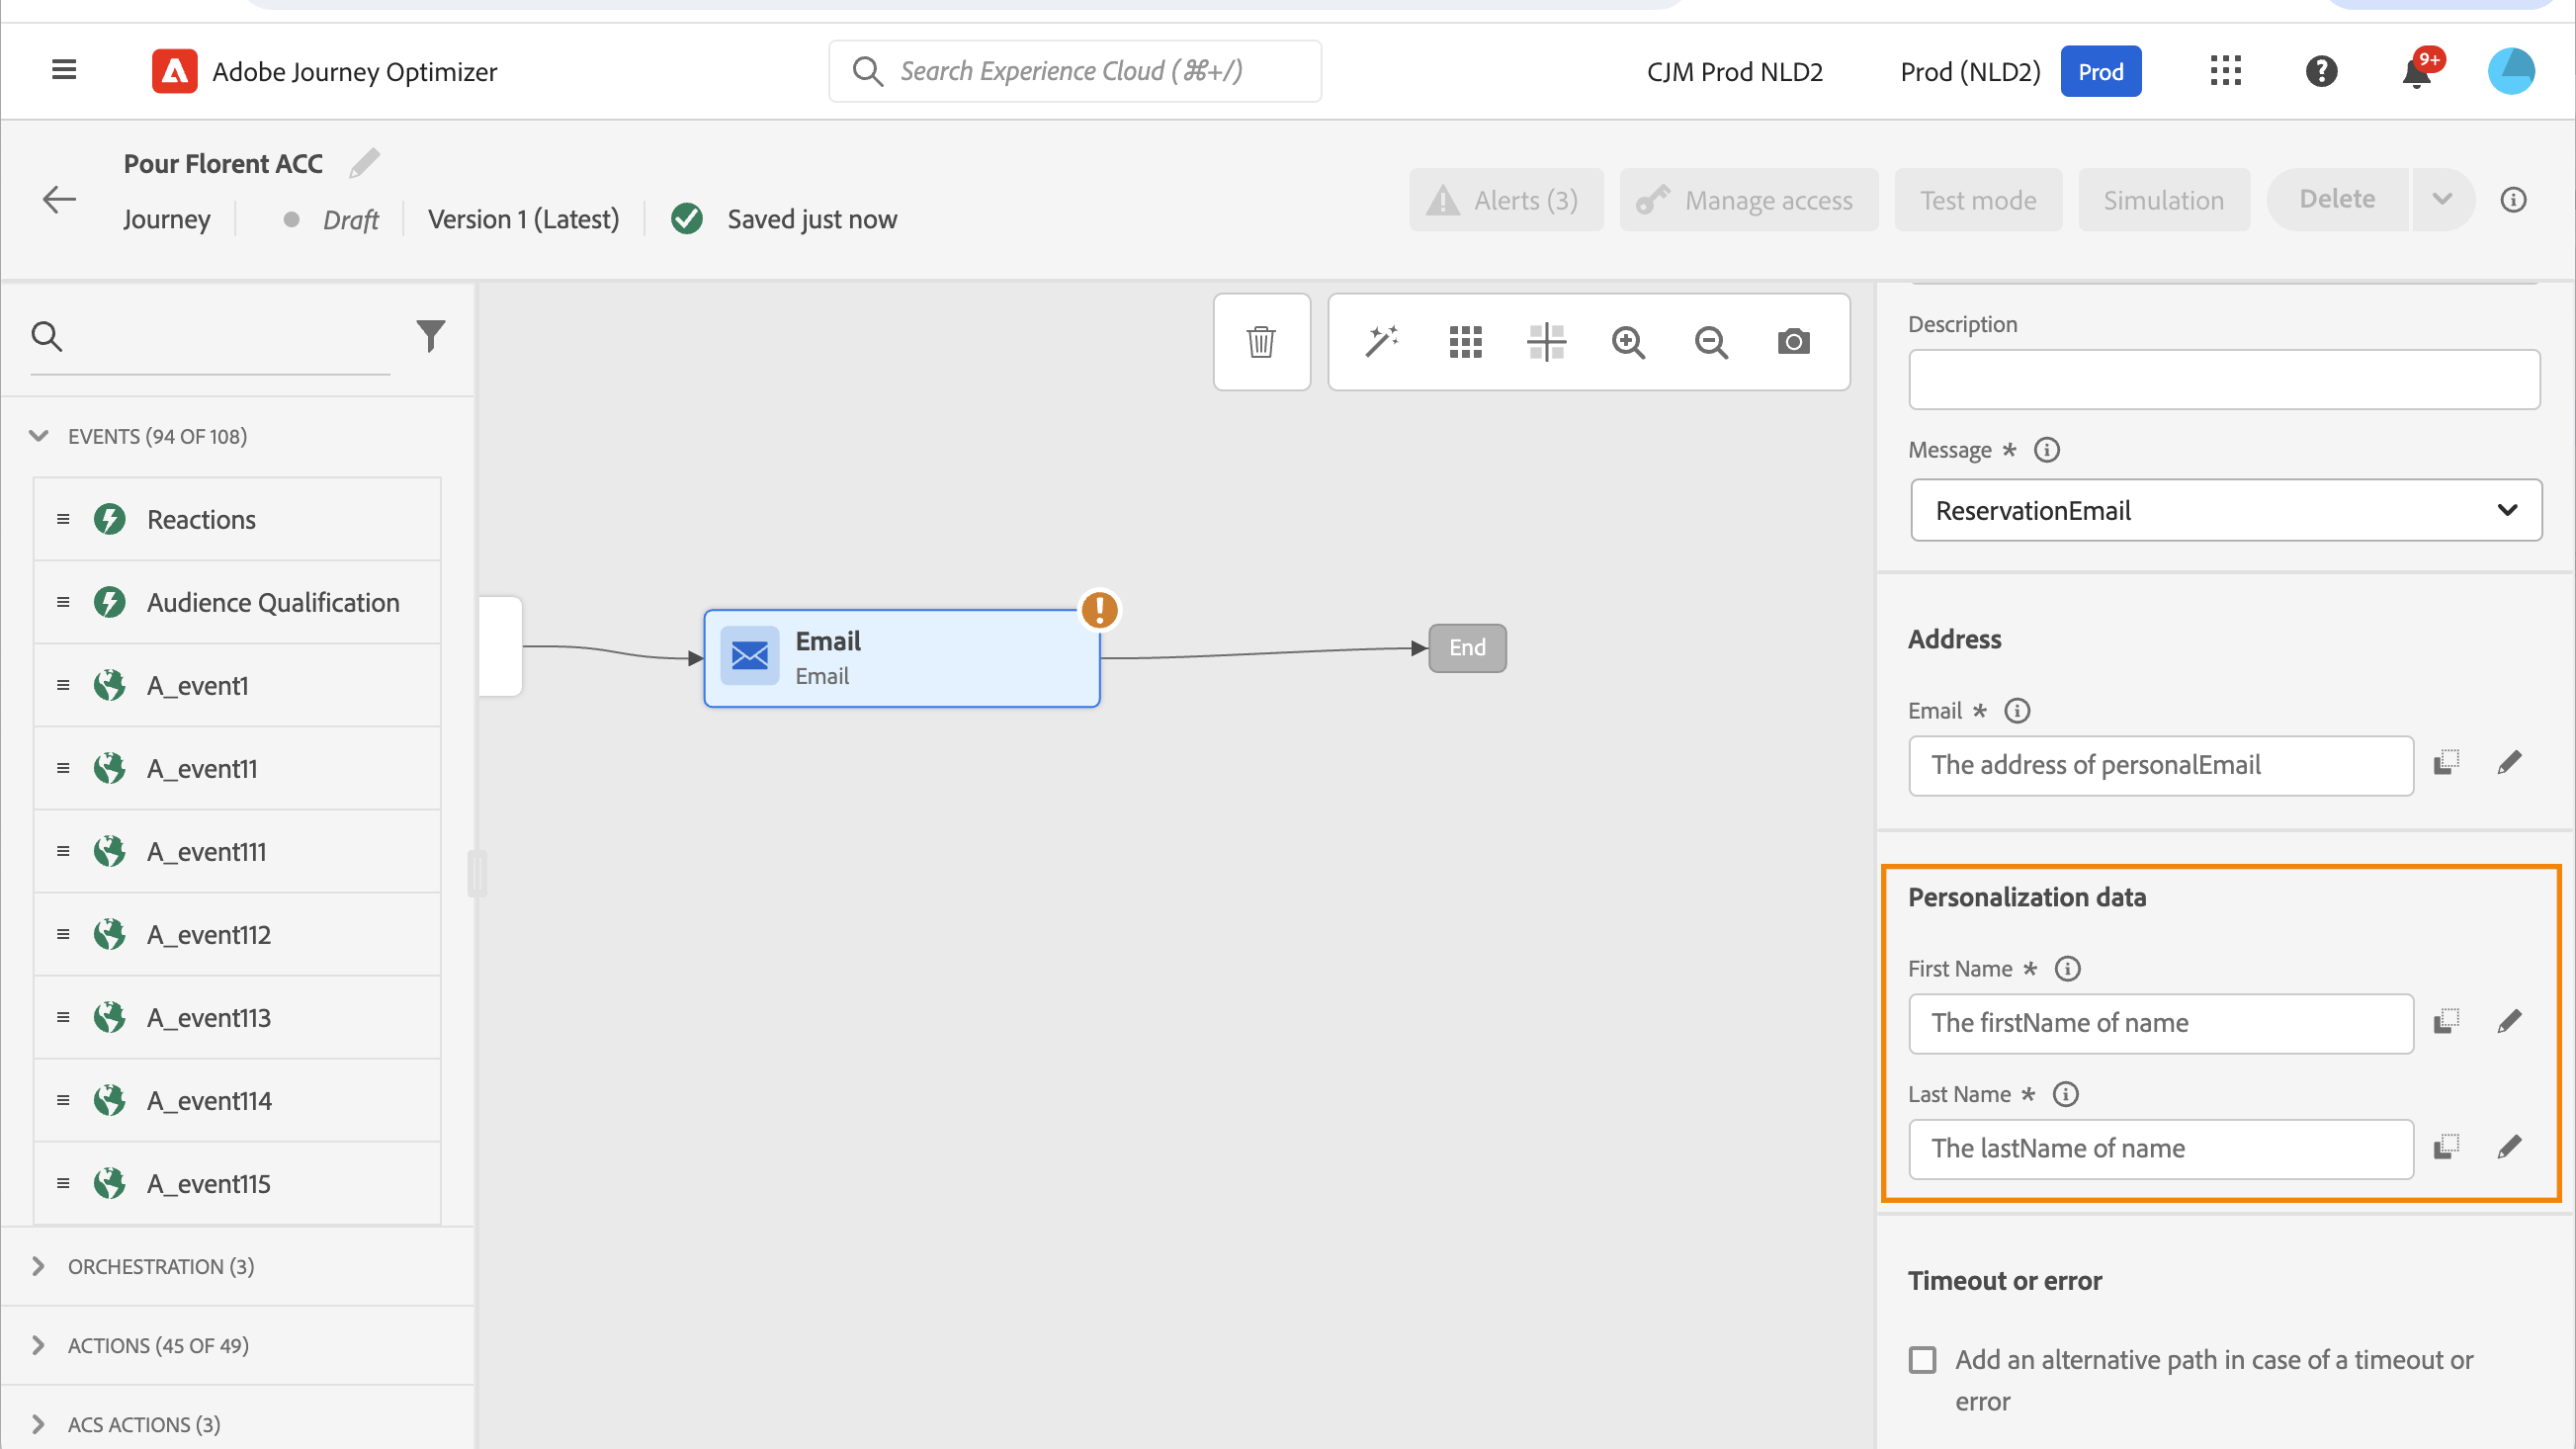 Adobe Journey Optimizer
Search Experience Cloud (⌘+/)
CJM Prod NLD2
Prod (NLD2)
Prod
9+
Pour Florent ACC
Journey
Draft
Version 1 (Latest)
Saved just now
Alerts (3)
Manage access
Test mode
Simulation
Delete
EVENTS (94 OF 108)
Reactions
Audience Qualification
A_event1
A_event11
A_event111
A_event112
A_event113
A_event114
A_event115
ORCHESTRATION (3)
ACTIONS (45 OF 49)
ACS ACTIONS (3)
Email
Email
End
Description
Message *
ReservationEmail
Address
Email *
The address of personalEmail
Personalization data
First Name *
The firstName of name
Last Name *
The lastName of name
Timeout or error
Add an alternative path in case of a timeout or
error